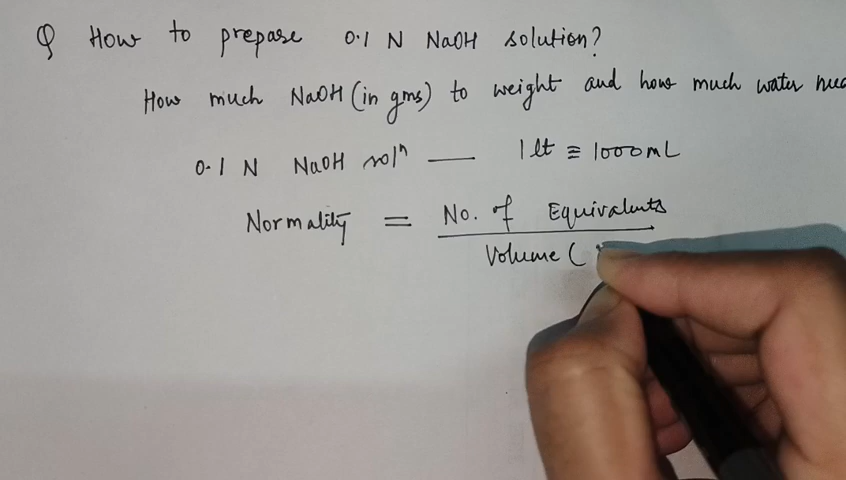 Q How to prepare 0.1 N NaOH solution?
How much NaOH (in gms) to weight and how much water
0.1 N NaOH solⁿ — 1 lt ≡ 1000 mL
Normality = No. of Equivalents
Volume (